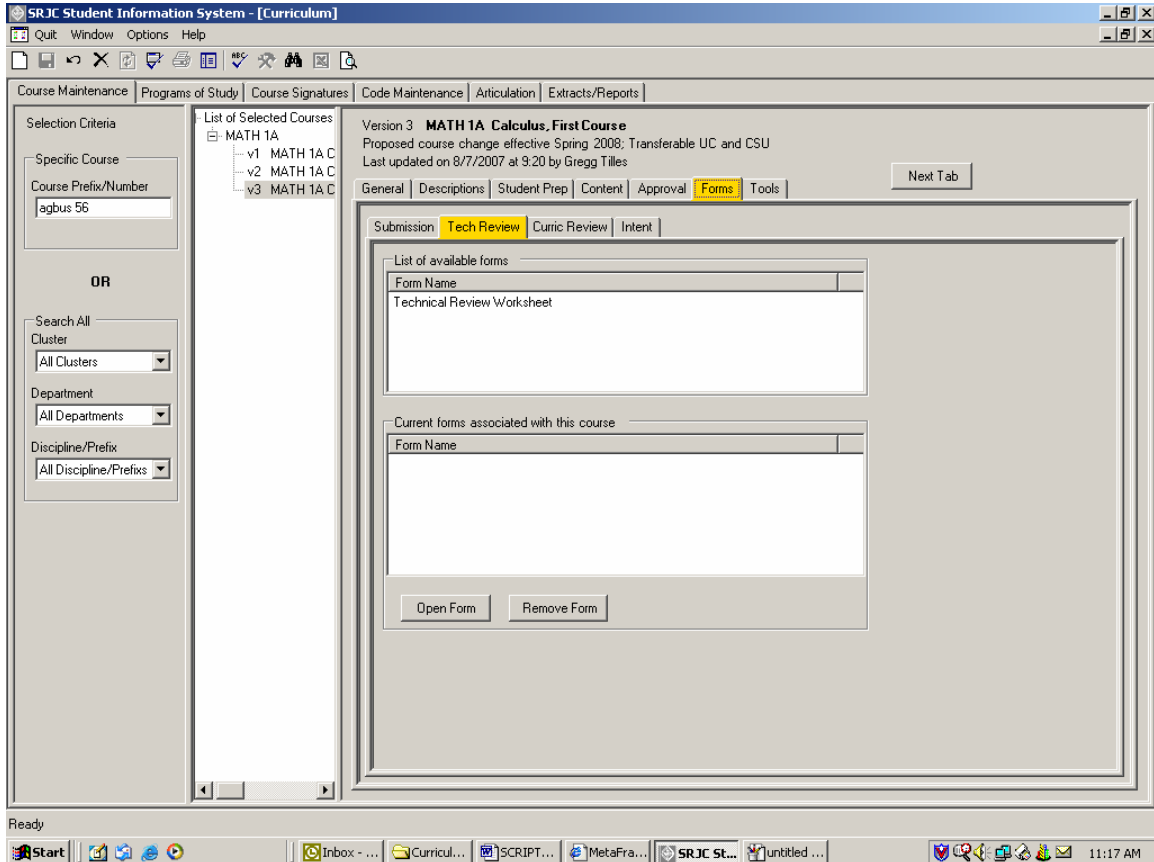 SRJC Student Information System - [Curriculum]
Quit Window Options Help
Course Maintenance Programs of Study Course Signatures Code Maintenance Articulation Extracts/Reports
Selection Criteria
Specific Course
Course Prefix/Number
agbus 56
OR
Search All
Cluster
All Clusters
Department
All Departments
Discipline/Prefix
All Discipline/Prefixs
List of Selected Courses
MATH 1A
v1 MATH 1A C
v2 MATH 1A C
v3 MATH 1A C
Version 3 MATH 1A Calculus, First Course
Proposed course change effective Spring 2008; Transferable UC and CSU
Last updated on 8/7/2007 at 9:20 by Gregg Tilles
Next Tab
General Descriptions Student Prep Content Approval Forms Tools
Submission Tech Review Curric Review Intent
List of available forms
Form Name
Technical Review Worksheet
Current forms associated with this course
Form Name
Open Form Remove Form
Ready
Start Inbox - ... Curricul... SCRIPT... MetaFra... SRJC St... untitled ... 11:17 AM